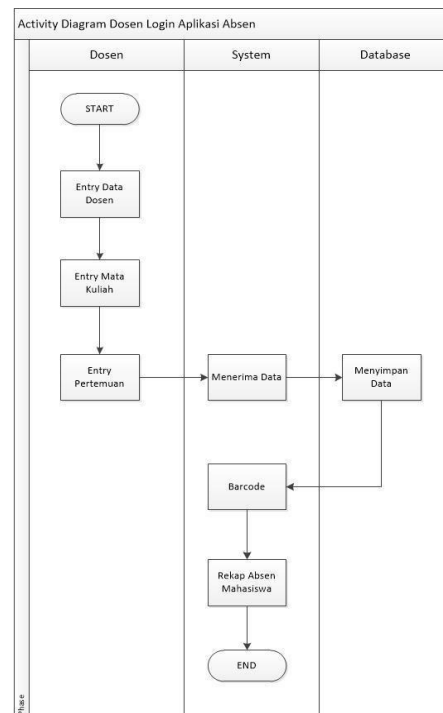 Activity Diagram Dosen Login Aplikasi Absen
Dosen
System
Database
START
Entry Data
Dosen
Entry Mata
Kuliah
Entry
Pertemuan
Menerima Data
Menyimpan
Data
Barcode
Rekap Absen
Mahasiswa
END
Phase